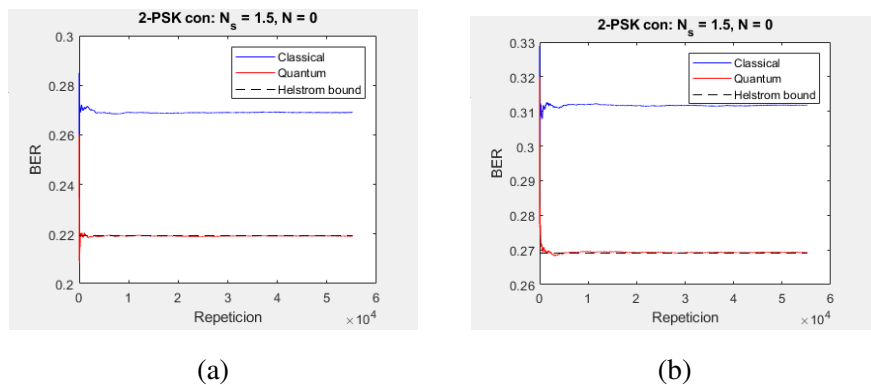 2-PSK con: N_s = 1.5, N = 0
0.3
0.28
0.26
0.24
0.22
0.2
BER
Classical
Quantum
Helstrom bound
0 1 2 3 4 5 6
Repeticion
× 10^4
(a)
2-PSK con: N_s = 1.5, N = 0
0.33
0.32
0.31
0.3
0.29
0.28
0.27
0.26
BER
Classical
Quantum
Helstrom bound
0 1 2 3 4 5 6
Repeticion
× 10^4
(b)